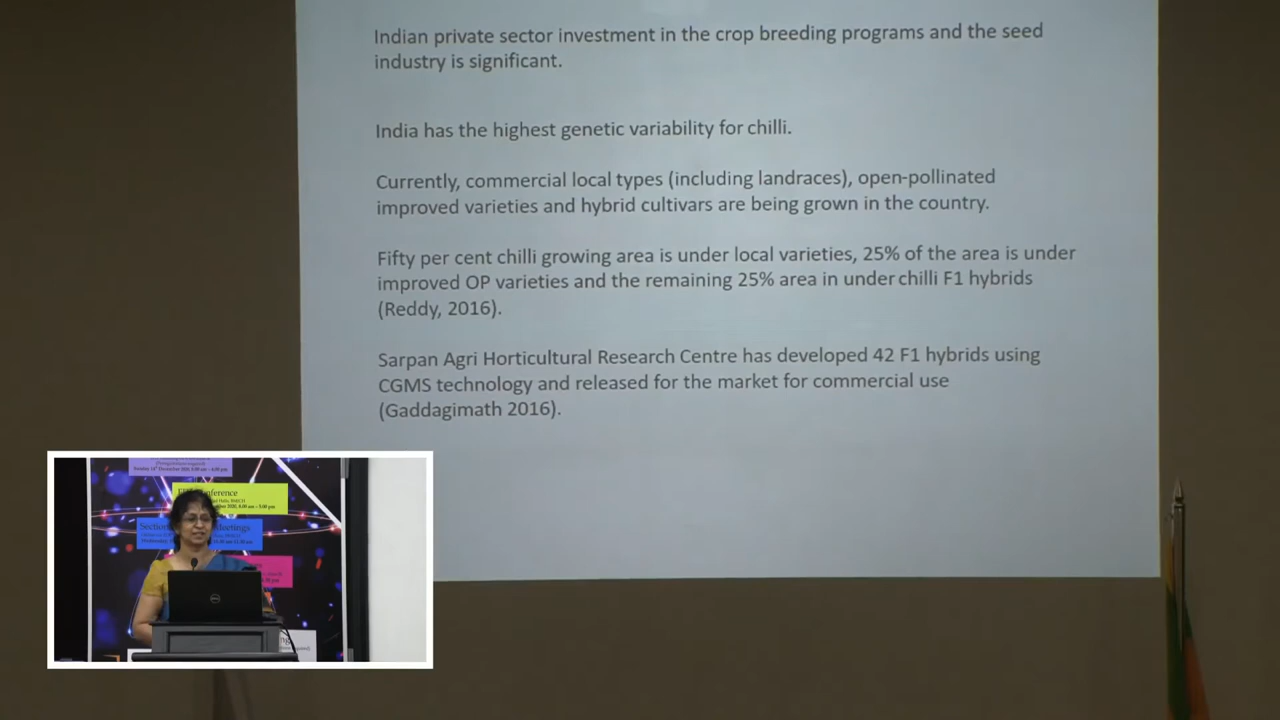 Indian private sector investment in the crop breeding programs and the seed
industry is significant.
India has the highest genetic variability for chilli.
Currently, commercial local types (including landraces), open-pollinated
improved varieties and hybrid cultivars are being grown in the country.
Fifty per cent chilli growing area is under local varieties, 25% of the area is under
improved OP varieties and the remaining 25% area in under chilli F1 hybrids
(Reddy, 2016).
Sarpan Agri Horticultural Research Centre has developed 42 F1 hybrids using
CGMS technology and released for the market for commercial use
(Gaddagimath 2016).